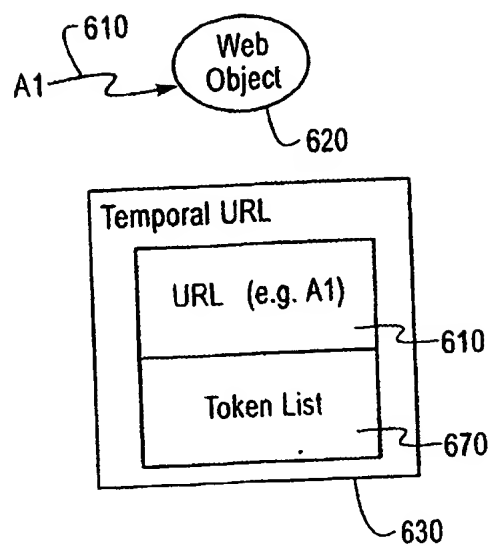 610
A1
Web
Object
620
Temporal URL
URL (e.g. A1)
610
Token List
670
630